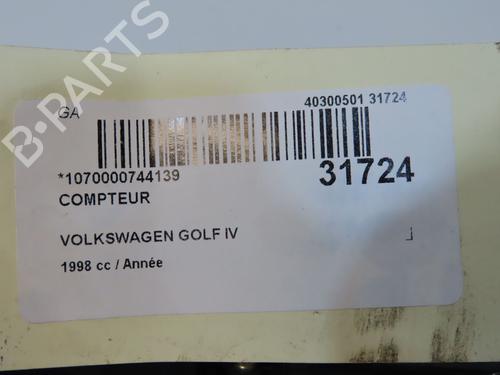 GA
40300501 31724
*1070000744139
31724
COMPTEUR
VOLKSWAGEN GOLF IV
1998 cc / Année
B-PARTS